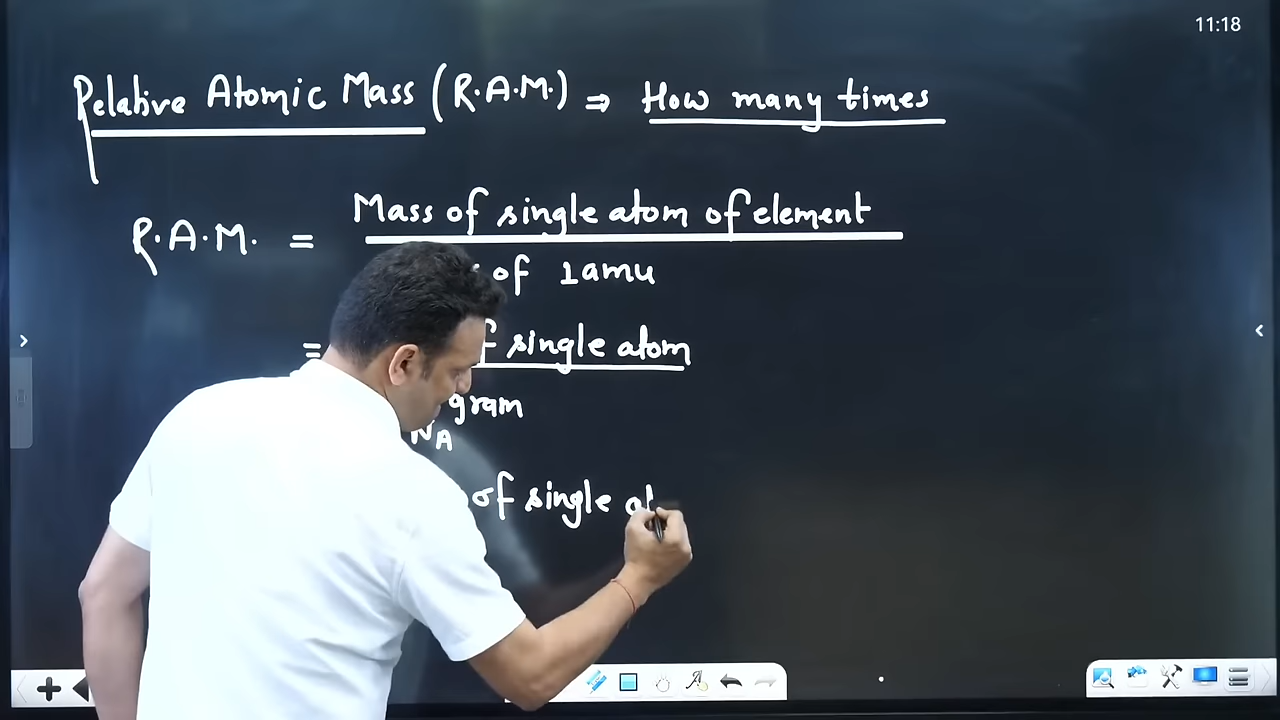 11:18
Relative Atomic Mass (R.A.M.) ⇒ How many times
R.A.M. = Mass of single atom of element
of 1amu
= single atom
gram
NA
of single